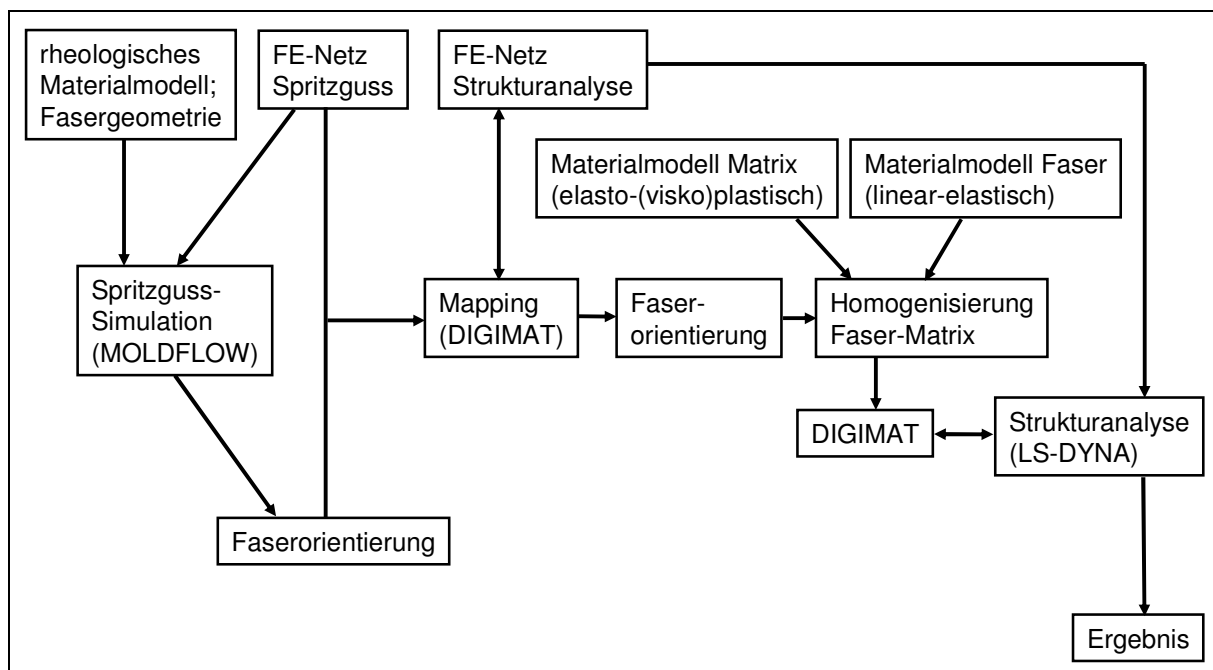 rheologisches
Materialmodell;
Fasergeometrie
FE-Netz
Spritzguss
FE-Netz
Strukturanalyse
Materialmodell Matrix
(elasto-(visko)plastisch)
Materialmodell Faser
(linear-elastisch)
Spritzguss-
Simulation
(MOLDFLOW)
Mapping
(DIGIMAT)
Faser-
orientierung
Homogenisierung
Faser-Matrix
DIGIMAT
Strukturanalyse
(LS-DYNA)
Faserorientierung
Ergebnis